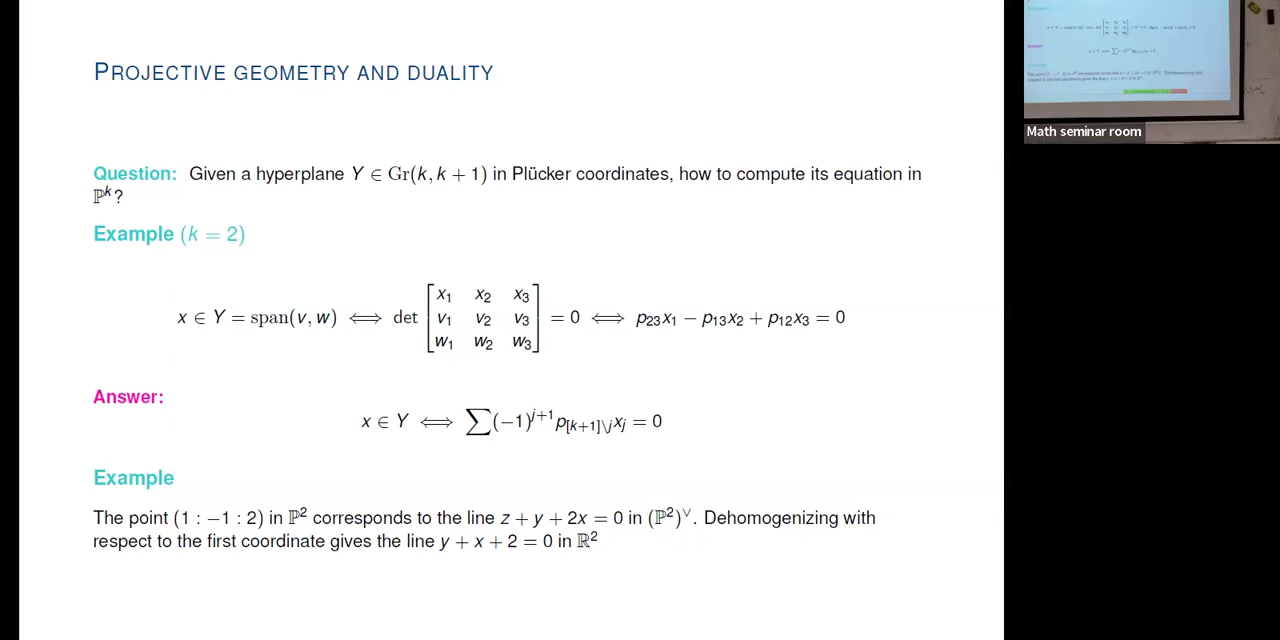 PROJECTIVE GEOMETRY AND DUALITY
Question: Given a hyperplane Y ∈ Gr(k, k + 1) in Plücker coordinates, how to compute its equation in
ℙᵏ?
Example (k = 2)
x ∈ Y = span(v, w) ⟺ det [x₁ x₂ x₃; v₁ v₂ v₃; w₁ w₂ w₃] = 0 ⟺ p₂₃x₁ − p₁₃x₂ + p₁₂x₃ = 0
Answer:
x ∈ Y ⟺ ∑(−1)^{j+1} p_{[k+1]\j} x_j = 0
Example
The point (1 : −1 : 2) in ℙ² corresponds to the line z + y + 2x = 0 in (ℙ²)^∨. Dehomogenizing with
respect to the first coordinate gives the line y + x + 2 = 0 in ℝ²
Math seminar room